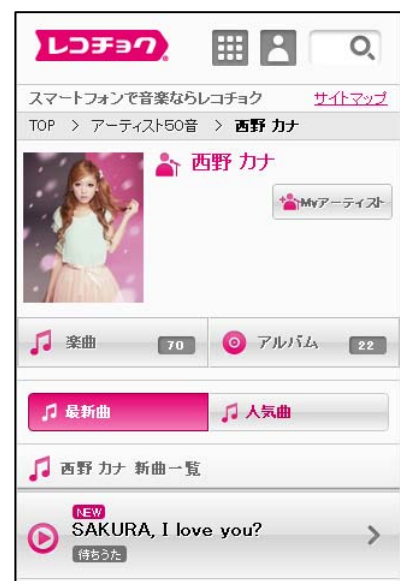 レコチョク
スマートフォンで音楽ならレコチョク サイトマップ
TOP > アーティスト50音 > 西野 カナ
西野 カナ
Myアーティスト
楽曲 70 アルバム 22
最新曲 人気曲
西野 カナ 新曲一覧
NEW
SAKURA, I love you?
待ちうた